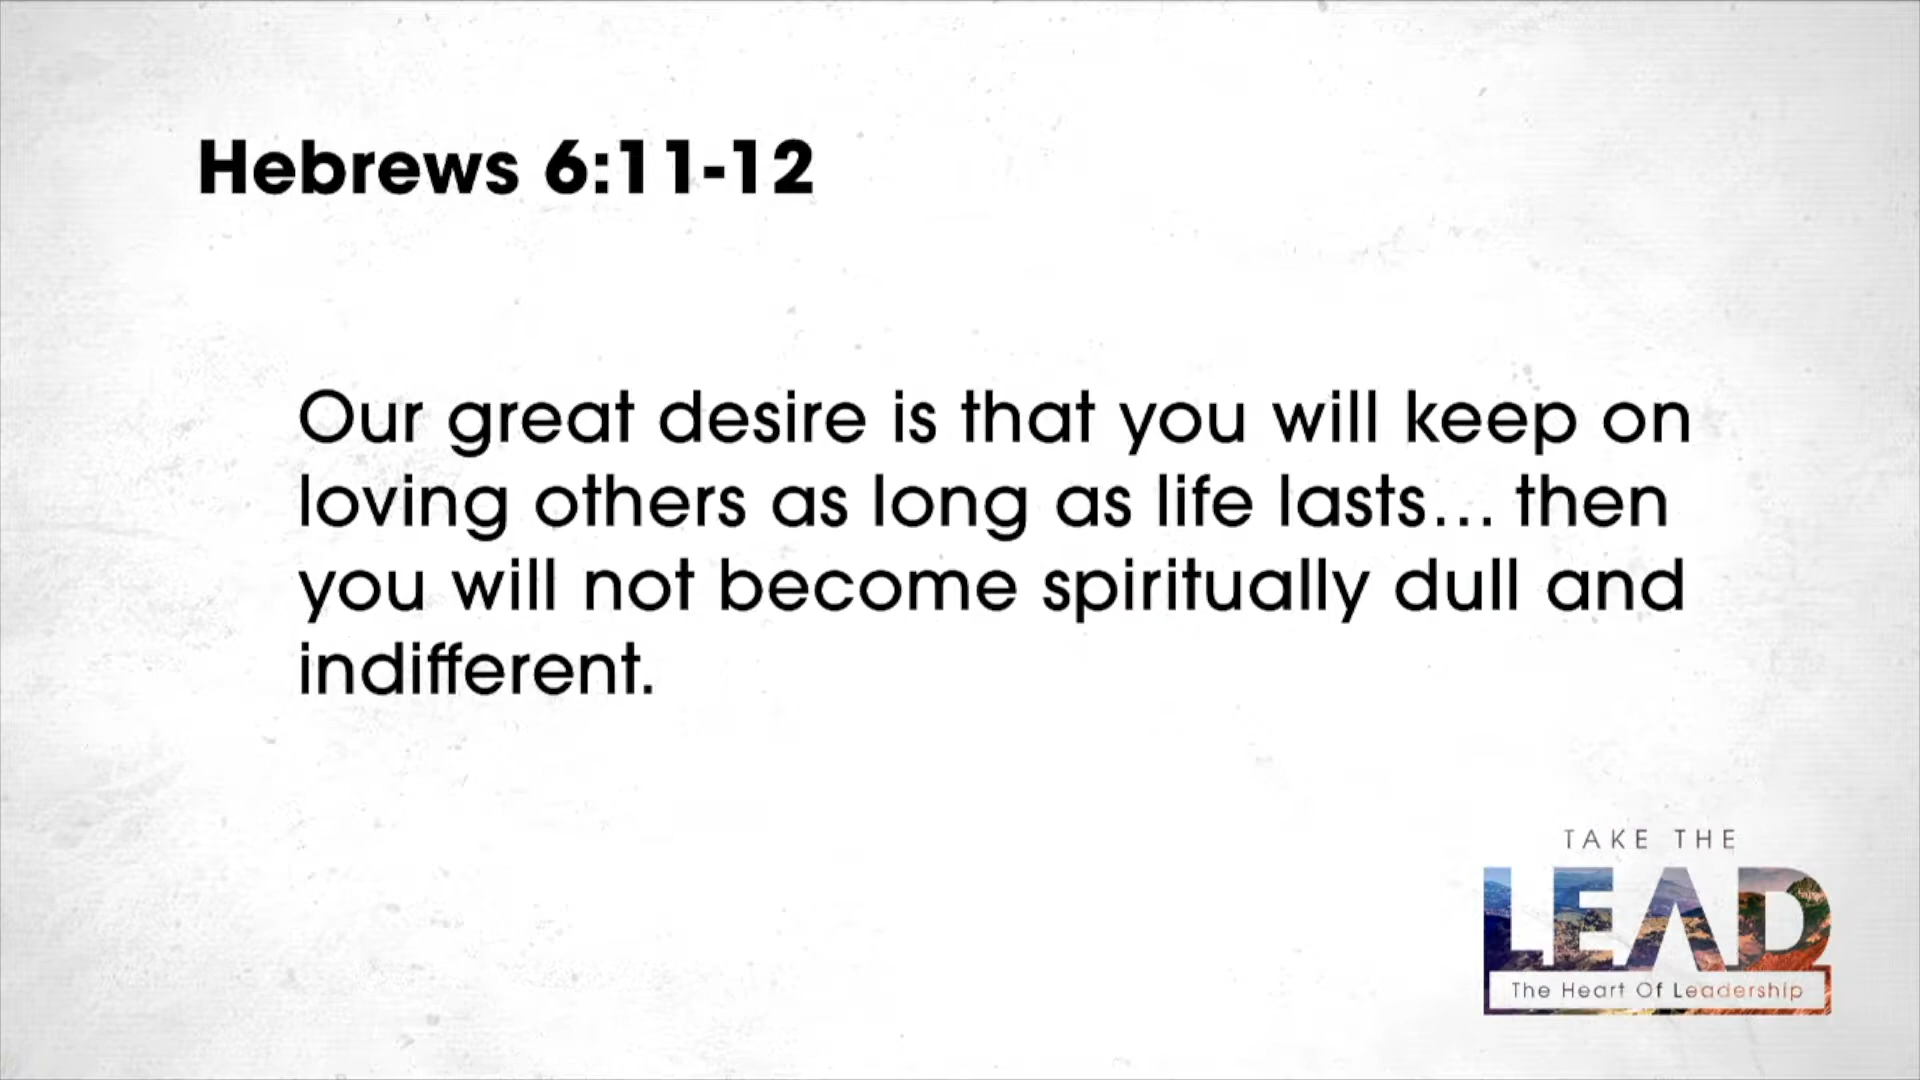 Hebrews 6:11-12
Our great desire is that you will keep on
loving others as long as life lasts... then
you will not become spiritually dull and
indifferent.
TAKE THE
LEAD
The Heart Of Leadership